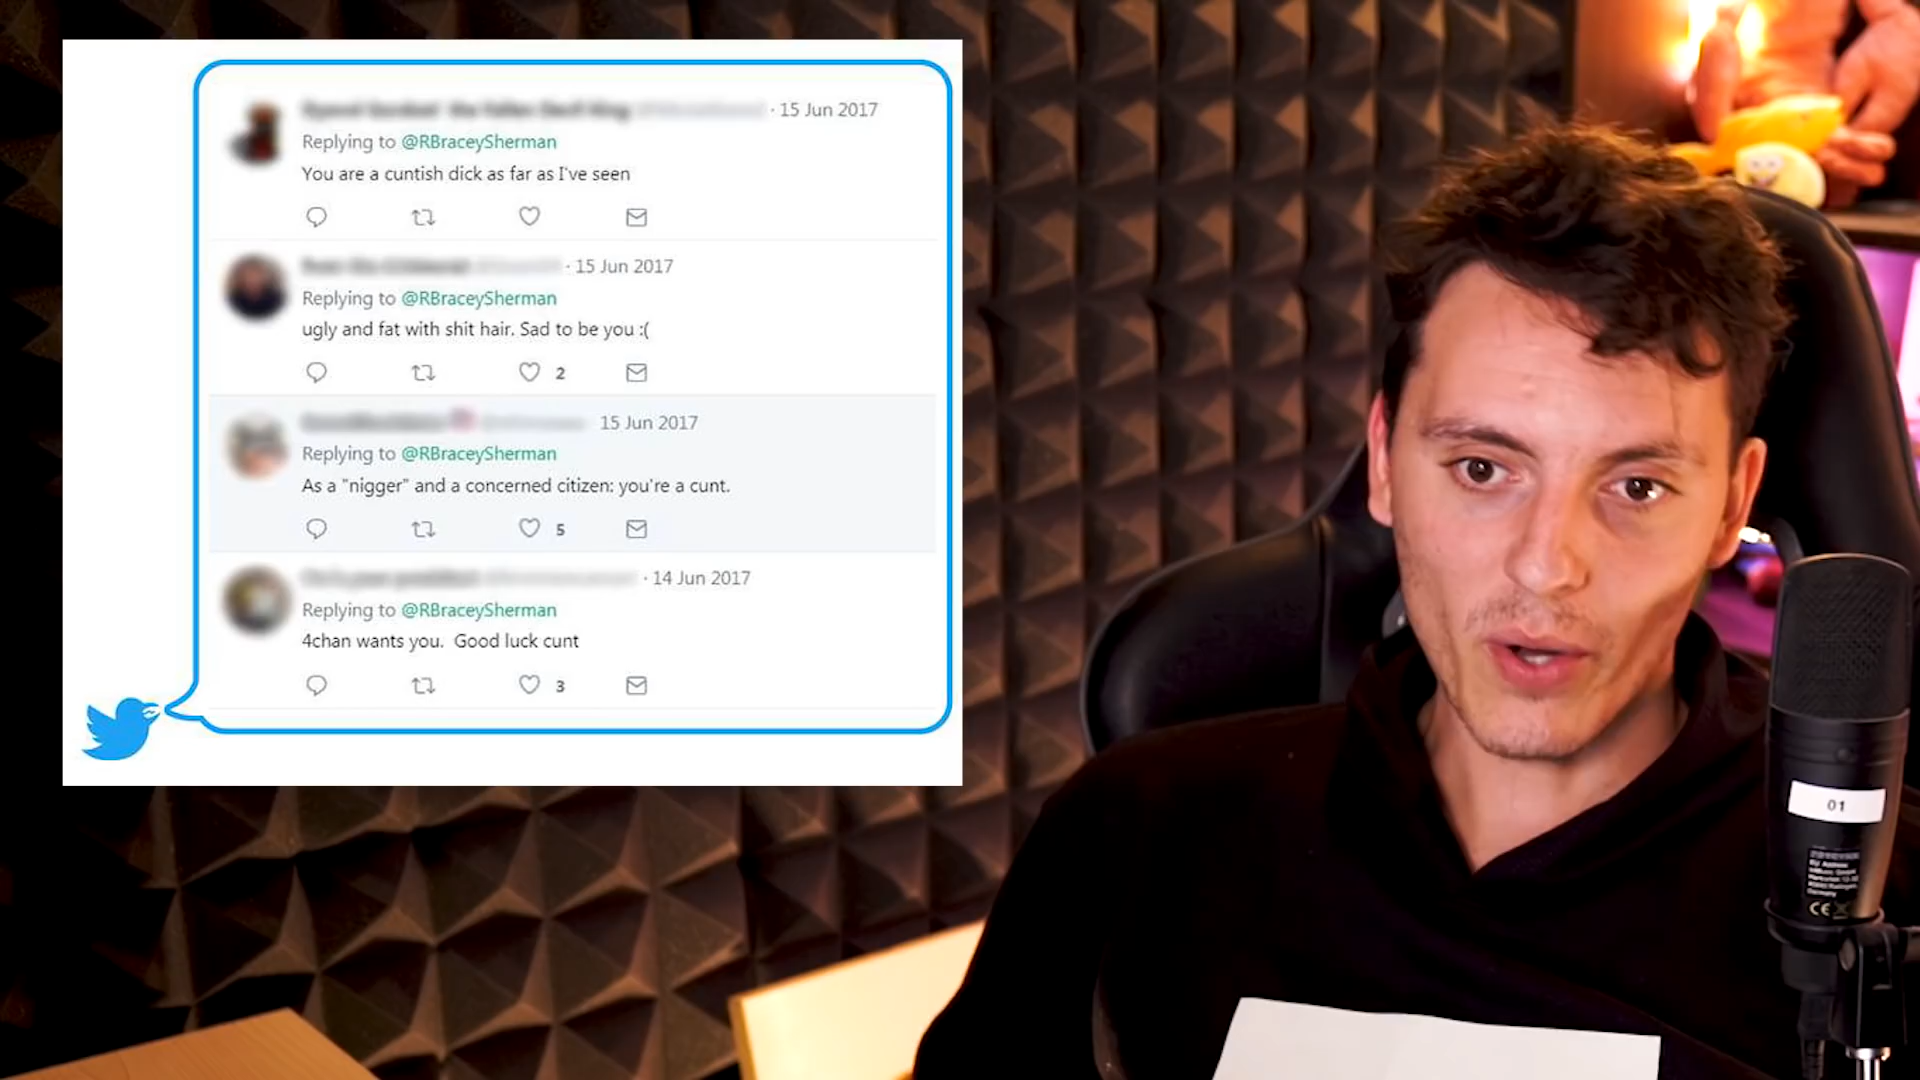 · 15 Jun 2017
Replying to @RBraceySherman
You are a cuntish dick as far as I've seen
· 15 Jun 2017
Replying to @RBraceySherman
ugly and fat with shit hair. Sad to be you :(
2
15 Jun 2017
Replying to @RBraceySherman
As a "nigger" and a concerned citizen: you're a cunt.
5
· 14 Jun 2017
Replying to @RBraceySherman
4chan wants you.  Good luck cunt
3
01
CE